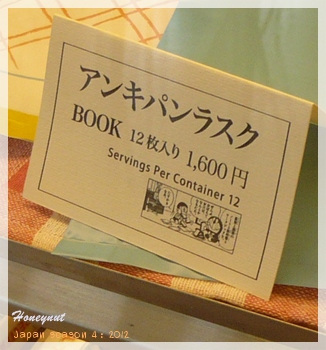 アンキパンラスク
BOOK 12枚入り 1,600円
Servings Per Container 12
Honeynut
Japan Season 4 : 2012